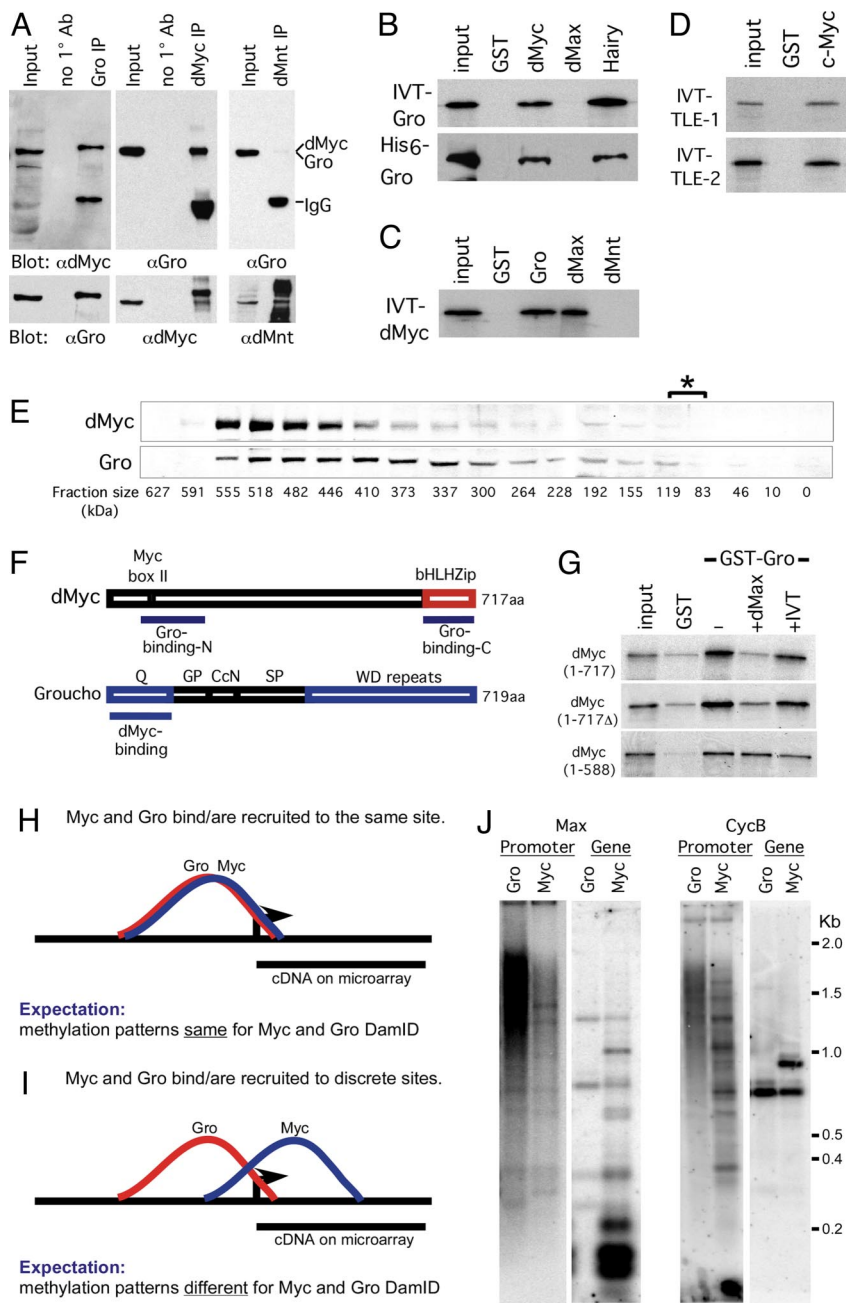 A
Input
no 1° Ab
Gro IP
Input
no 1° Ab
dMyc IP
Input
dMnt IP
dMyc
Gro
IgG
Blot: αdMyc αGro αGro
Blot: αGro αdMyc αdMnt
B
input
GST
dMyc
dMax
Hairy
IVT-
Gro
His6-
Gro
C
input
GST
Gro
dMax
dMnt
IVT-
dMyc
D
input
GST
c-Myc
IVT-
TLE-1
IVT-
TLE-2
E
*
dMyc
Gro
Fraction size
(kDa)
627 591 555 518 482 446 410 373 337 300 264 228 192 155 119 83 46 10 0
F
Myc
box II
bHLHZip
dMyc
717aa
Gro-
binding-N
Gro-
binding-C
Q GP CcN SP WD repeats
Groucho
719aa
dMyc-
binding
G
GST-Gro
input
GST
–
+dMax
+IVT
dMyc
(1-717)
dMyc
(1-717Δ)
dMyc
(1-588)
H
Myc and Gro bind/are recruited to the same site.
Gro Myc
cDNA on microarray
Expectation:
methylation patterns same for Myc and Gro DamID
I
Myc and Gro bind/are recruited to discrete sites.
Gro
Myc
cDNA on microarray
Expectation:
methylation patterns different for Myc and Gro DamID
J
Max CycB
Promoter Gene Promoter Gene
Gro
Myc
Gro
Myc
Gro
Myc
Gro
Myc
Kb
2.0
1.5
1.0
0.5
0.4
0.2